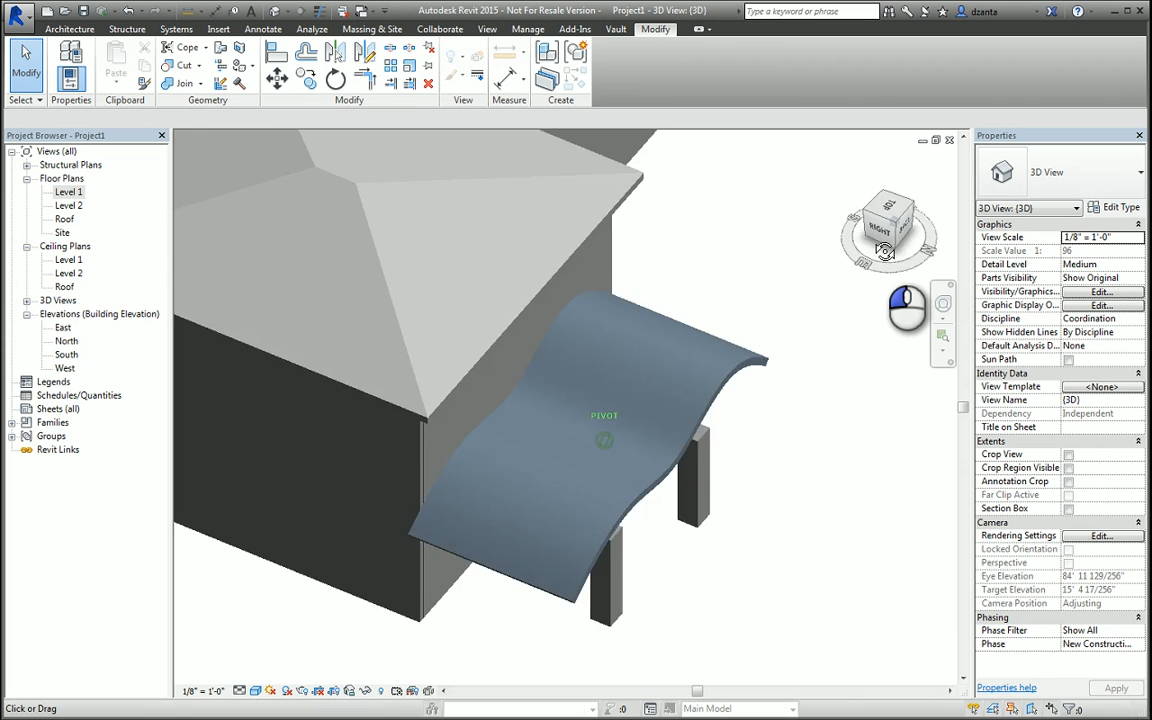 Autodesk Revit 2015 - Not For Resale Version -    Project1 - 3D View: {3D}
Type a keyword or phrase
dzanta
Architecture Structure Systems Insert Annotate Analyze Massing & Site Collaborate View Manage Add-Ins Vault Modify
Modify
Paste
Cope
Cut
Join
Select Properties Clipboard Geometry Modify View Measure Create
Project Browser - Project1
Views (all)
Structural Plans
Floor Plans
Level 1
Level 2
Roof
Site
Ceiling Plans
Level 1
Level 2
Roof
3D Views
Elevations (Building Elevation)
East
North
South
West
Legends
Schedules/Quantities
Sheets (all)
Families
Groups
Revit Links
TOP
RIGHT
PIVOT
Properties
3D View
3D View: {3D} Edit Type
Graphics
View Scale 1/8" = 1'-0"
Scale Value 1: 96
Detail Level Medium
Parts Visibility Show Original
Visibility/Graphics... Edit...
Graphic Display O... Edit...
Discipline Coordination
Show Hidden Lines By Discipline
Default Analysis D... None
Sun Path
Identity Data
View Template <None>
View Name {3D}
Dependency Independent
Title on Sheet
Extents
Crop View
Crop Region Visible
Annotation Crop
Far Clip Active
Section Box
Camera
Rendering Settings Edit...
Locked Orientation
Perspective
Eye Elevation 84' 11 129/256"
Target Elevation 15' 4 17/256"
Camera Position Adjusting
Phasing
Phase Filter Show All
Phase New Constructi...
Properties help Apply
1/8" = 1'-0"
Click or Drag
:0
Main Model
:0